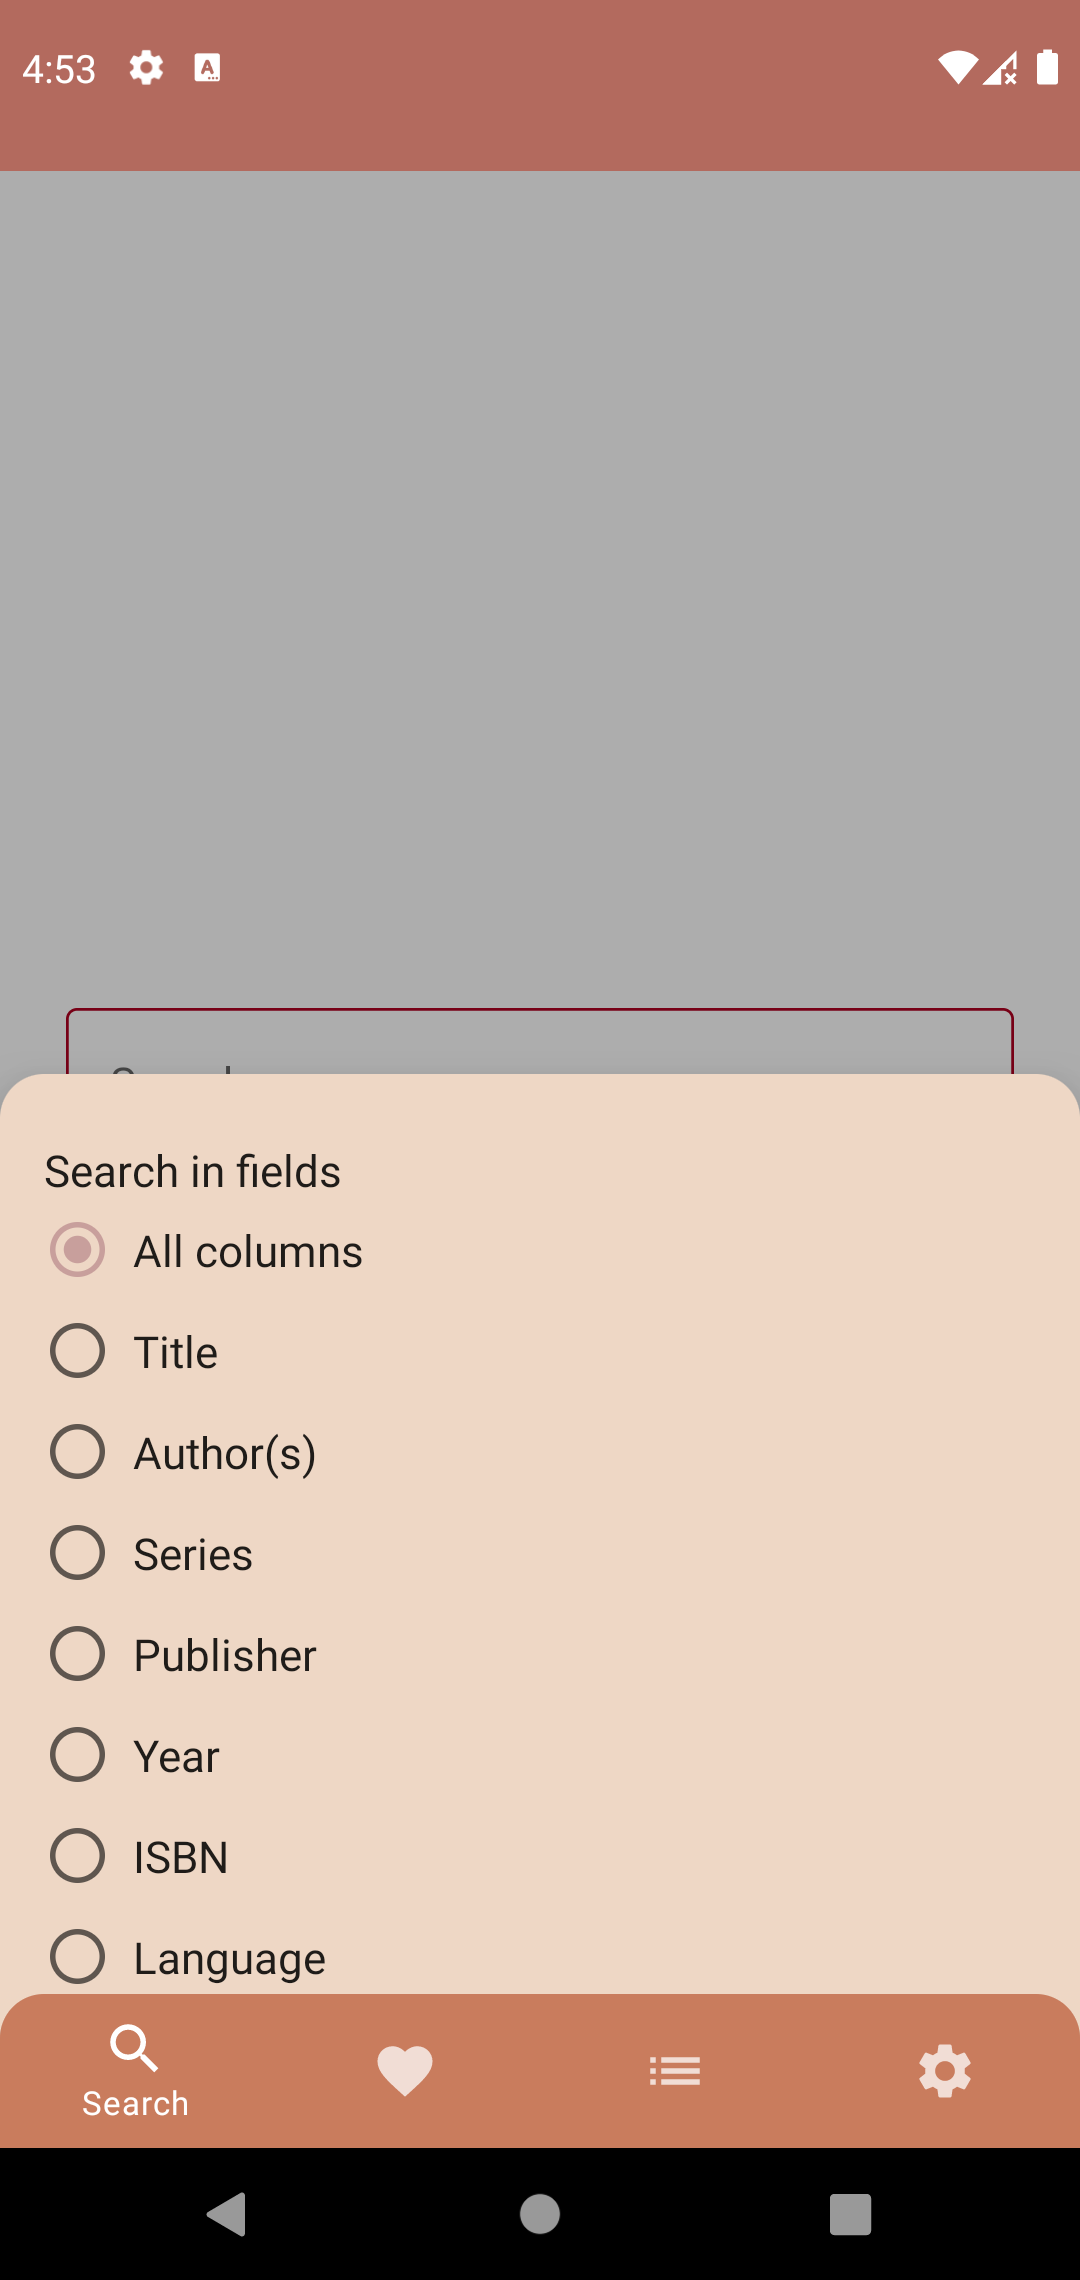 4:53
Search in fields
All columns
Title
Author(s)
Series
Publisher
Year
ISBN
Language
Search